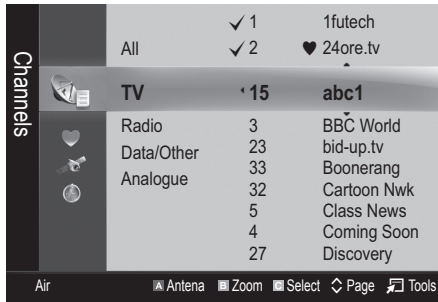 Channels
✓ 1 1futech
All ✓ 2 ♥ 24ore.tv
TV 15 abc1
Radio 3 BBC World
Data/Other 23 bid-up.tv
Analogue 33 Boonerang
32 Cartoon Nwk
5 Class News
4 Coming Soon
27 Discovery
Air A Antena B Zoom C Select Page Tools